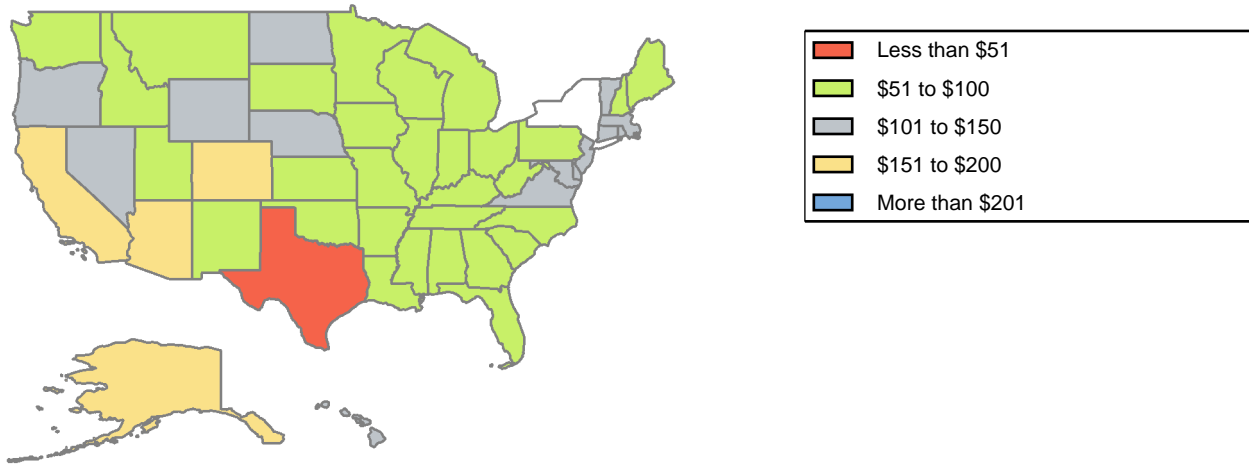 Less than $51
$51 to $100
$101 to $150
$151 to $200
More than $201